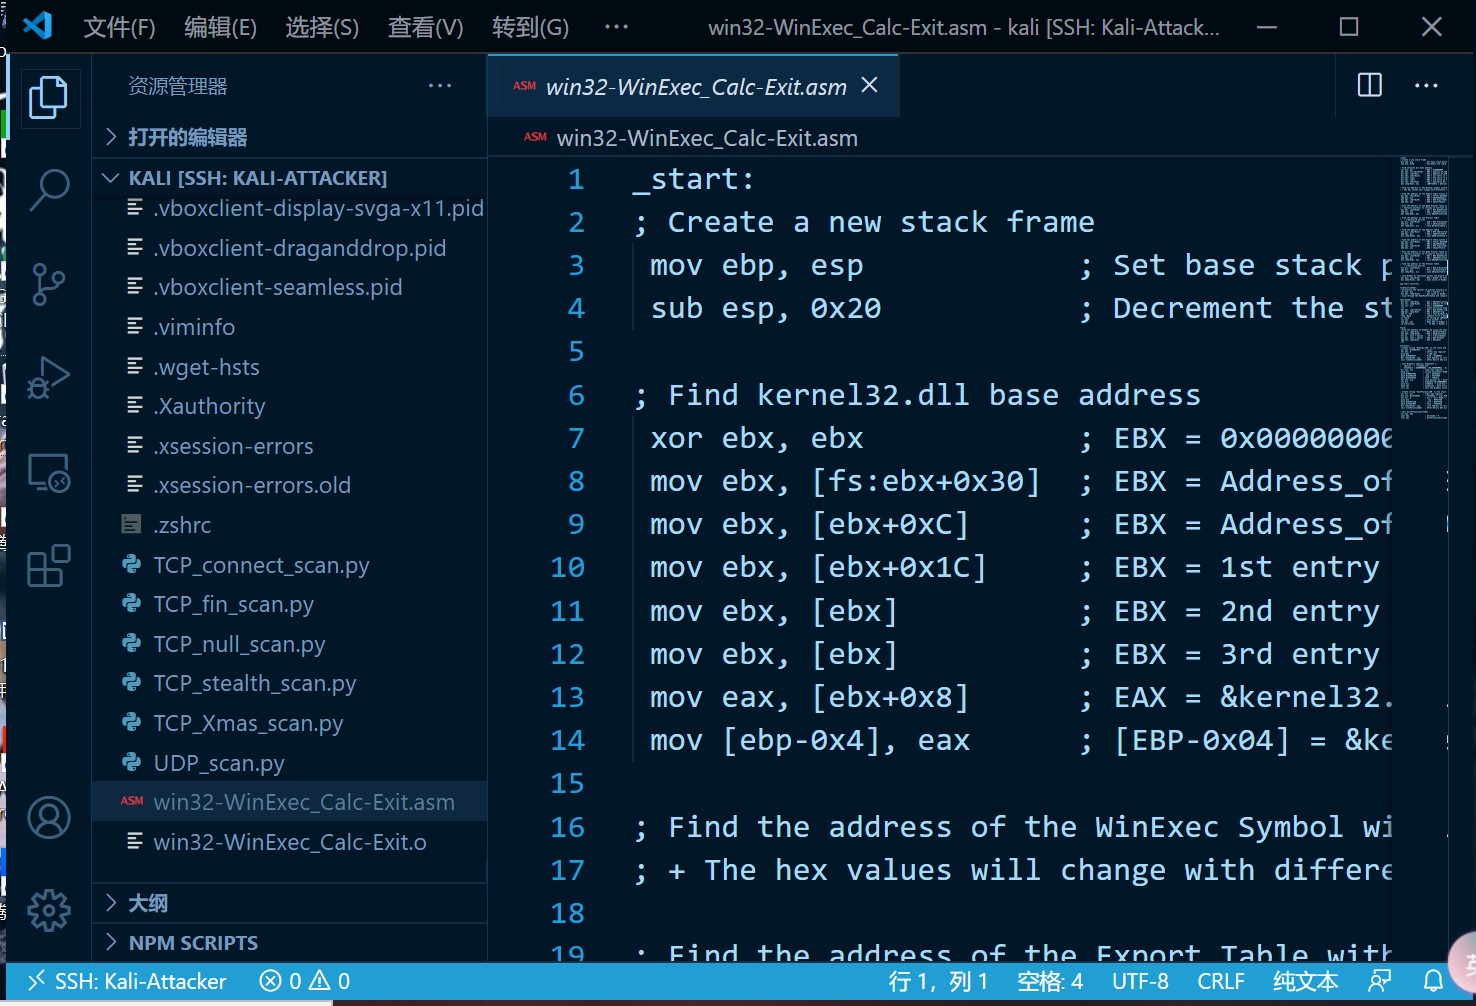 文件(F) 编辑(E) 选择(S) 查看(V) 转到(G) ··· win32-WinExec_Calc-Exit.asm - kali [SSH: Kali-Attack...
资源管理器 ···
打开的编辑器
KALI [SSH: KALI-ATTACKER]
.vboxclient-display-svga-x11.pid
.vboxclient-draganddrop.pid
.vboxclient-seamless.pid
.viminfo
.wget-hsts
.Xauthority
.xsession-errors
.xsession-errors.old
.zshrc
TCP_connect_scan.py
TCP_fin_scan.py
TCP_null_scan.py
TCP_stealth_scan.py
TCP_Xmas_scan.py
UDP_scan.py
ASM win32-WinExec_Calc-Exit.asm
win32-WinExec_Calc-Exit.o
大纲
NPM SCRIPTS
ASM win32-WinExec_Calc-Exit.asm
ASM win32-WinExec_Calc-Exit.asm
1 _start:
2 ; Create a new stack frame
3 mov ebp, esp ; Set base stack p
4 sub esp, 0x20 ; Decrement the st
5
6 ; Find kernel32.dll base address
7 xor ebx, ebx ; EBX = 0x00000000
8 mov ebx, [fs:ebx+0x30] ; EBX = Address_of
9 mov ebx, [ebx+0xC] ; EBX = Address_of
10 mov ebx, [ebx+0x1C] ; EBX = 1st entry
11 mov ebx, [ebx] ; EBX = 2nd entry
12 mov ebx, [ebx] ; EBX = 3rd entry
13 mov eax, [ebx+0x8] ; EAX = &kernel32.
14 mov [ebp-0x4], eax ; [EBP-0x04] = &ke
15
16 ; Find the address of the WinExec Symbol wi
17 ; + The hex values will change with differe
18
19 ; Find the address of the Export Table with
SSH: Kali-Attacker 0 0 行 1，列 1 空格: 4 UTF-8 CRLF 纯文本
英